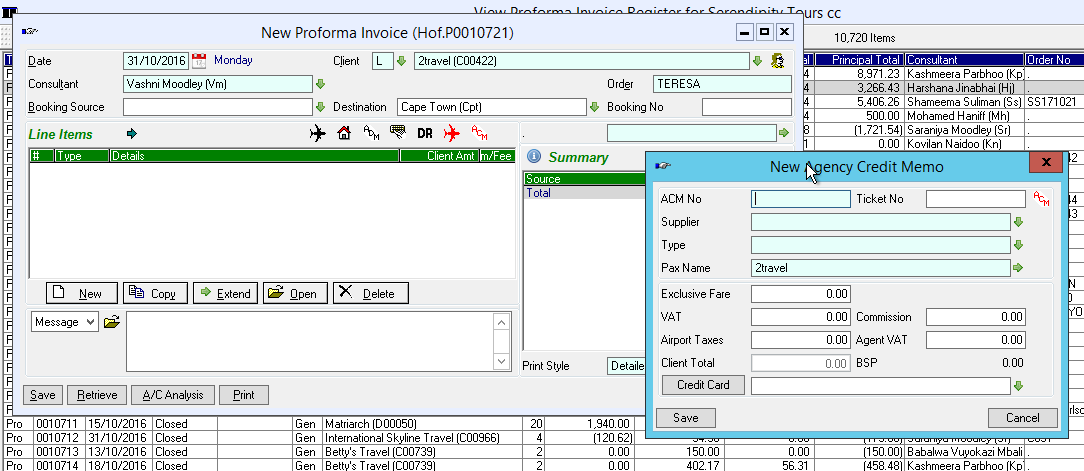 View Proforma Invoice Register for Serendipity Tours cc
10,720 Items
Principal Total Consultant Order No
8,971.23 Kashmeera Parbhoo (Kp
3,266.43 Harshana Jinabhai (Hj) .
5,406.26 Shameema Suliman (Ss) SS171021
500.00 Mohamed Haniff (Mh) .
(1,721.54) Saraniya Moodley (Sr) .
0.00 Kovilan Naidoo (Kn)
New Proforma Invoice (Hof.P0010721)
Date 31/10/2016 Monday Client L 2travel (C00422)
Consultant Vashni Moodley (Vm) Order TERESA
Booking Source Destination Cape Town (Cpt) Booking No
Line Items ACM DR ACM .
# Type Details Client Amt m/Fee
Summary
Source
Total
New Copy Extend Open Delete
Message
Print Style Detaile
Save Retrieve A/C Analysis Print
New Agency Credit Memo
ACM No Ticket No ACM
Supplier
Type
Pax Name 2travel
Exclusive Fare 0.00
VAT 0.00 Commission 0.00
Airport Taxes 0.00 Agent VAT 0.00
Client Total 0.00 BSP 0.00
Credit Card
Save Cancel
Pro 0010711 15/10/2016 Closed Gen Matriarch (D00050) 20 1,940.00
Pro 0010712 31/10/2016 Closed Gen International Skyline Travel (C00966) 4 (120.62)
Pro 0010713 13/10/2016 Closed Gen Betty's Travel (C00739) 2 0.00 150.00 0.00 (150.00) Babalwa Vuyokazi Mbali .
Pro 0010714 18/10/2016 Closed Gen Betty's Travel (C00739) 2 0.00 402.17 56.31 (458.48) Kashmeera Parbhoo (Kp .